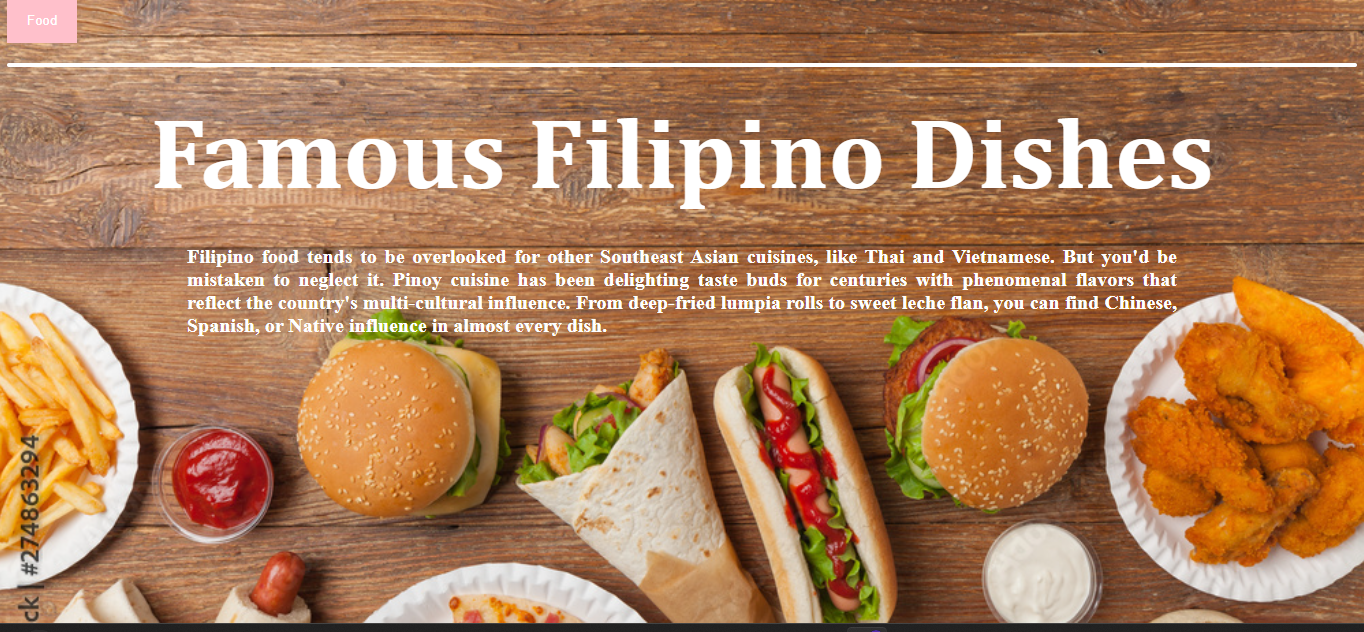 Food
Famous Filipino Dishes
Filipino food tends to be overlooked for other Southeast Asian cuisines, like Thai and Vietnamese. But you'd be
mistaken to neglect it. Pinoy cuisine has been delighting taste buds for centuries with phenomenal flavors that
reflect the country's multi-cultural influence. From deep-fried lumpia rolls to sweet leche flan, you can find Chinese,
Spanish, or Native influence in almost every dish.
ck | #274863294